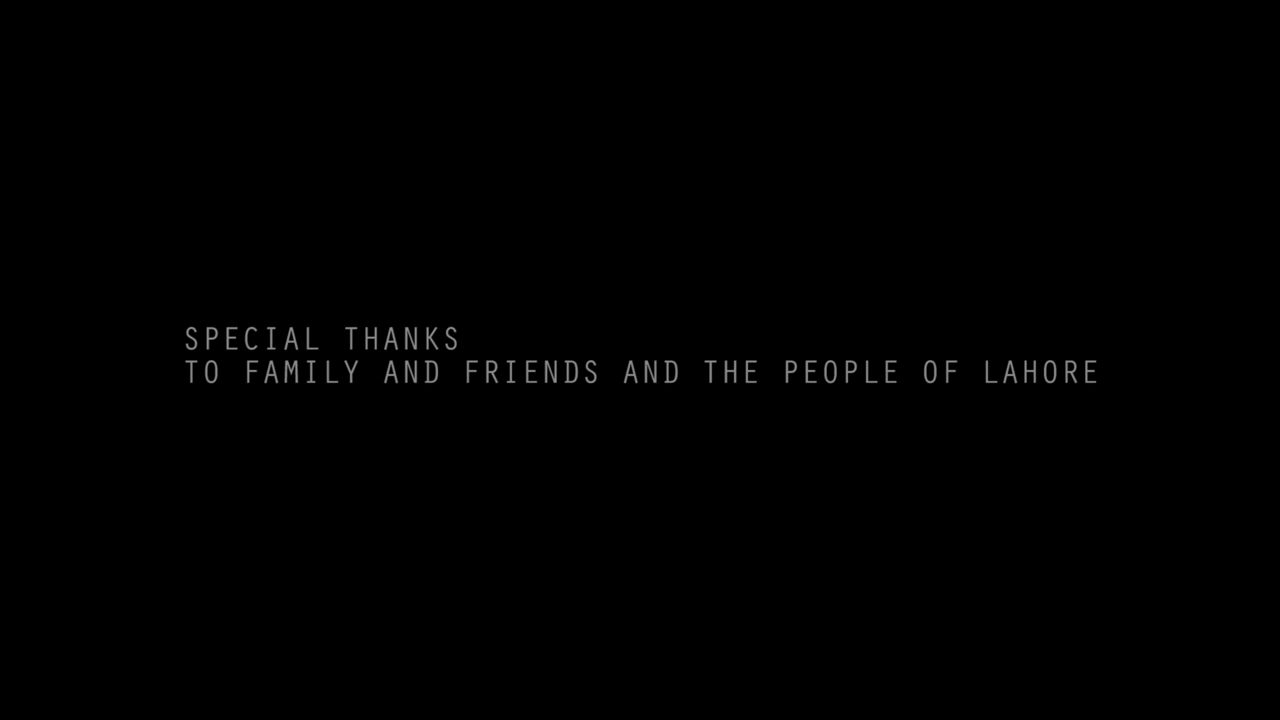 SPECIAL THANKS
TO FAMILY AND FRIENDS AND THE PEOPLE OF LAHORE